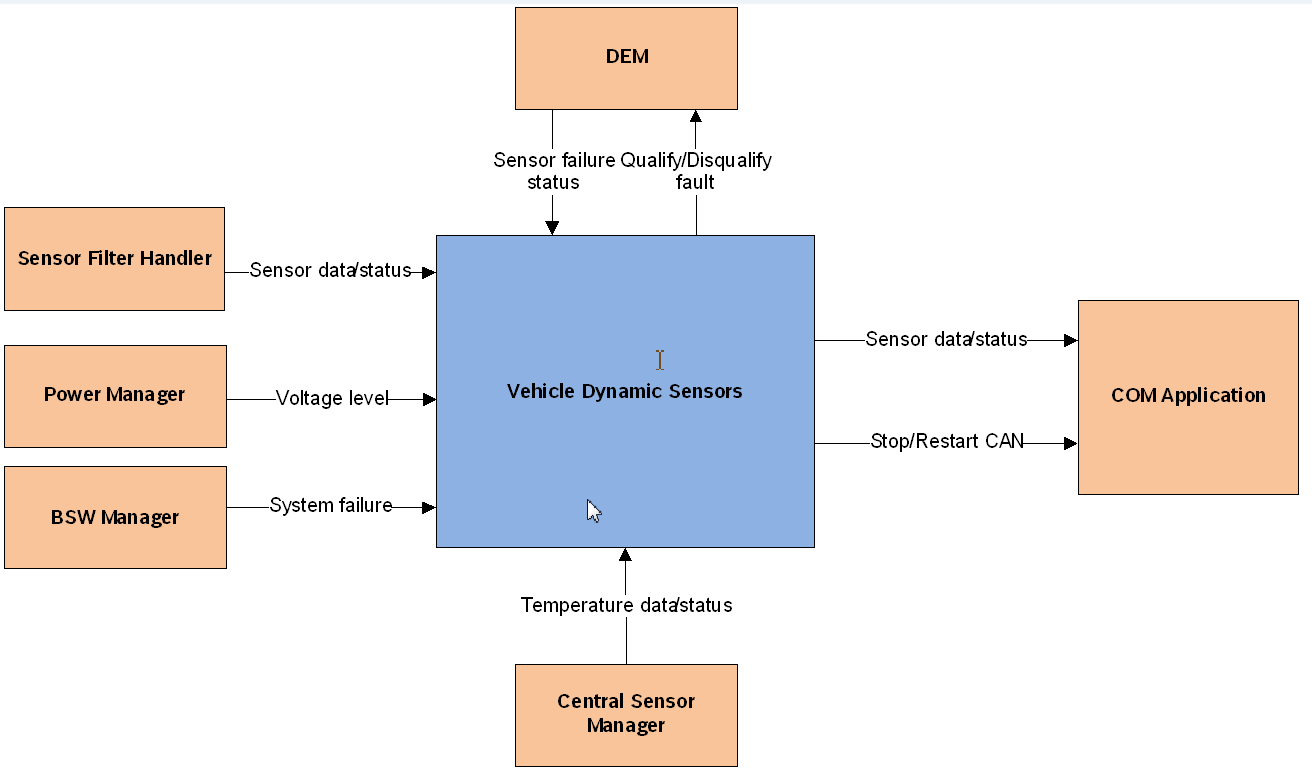 DEM
Sensor failure
status
Qualify/Disqualify
fault
Sensor Filter Handler
Sensor data/status
Power Manager
Voltage level
BSW Manager
System failure
Vehicle Dynamic Sensors
Sensor data/status
Stop/Restart CAN
COM Application
Temperature data/status
Central Sensor
Manager